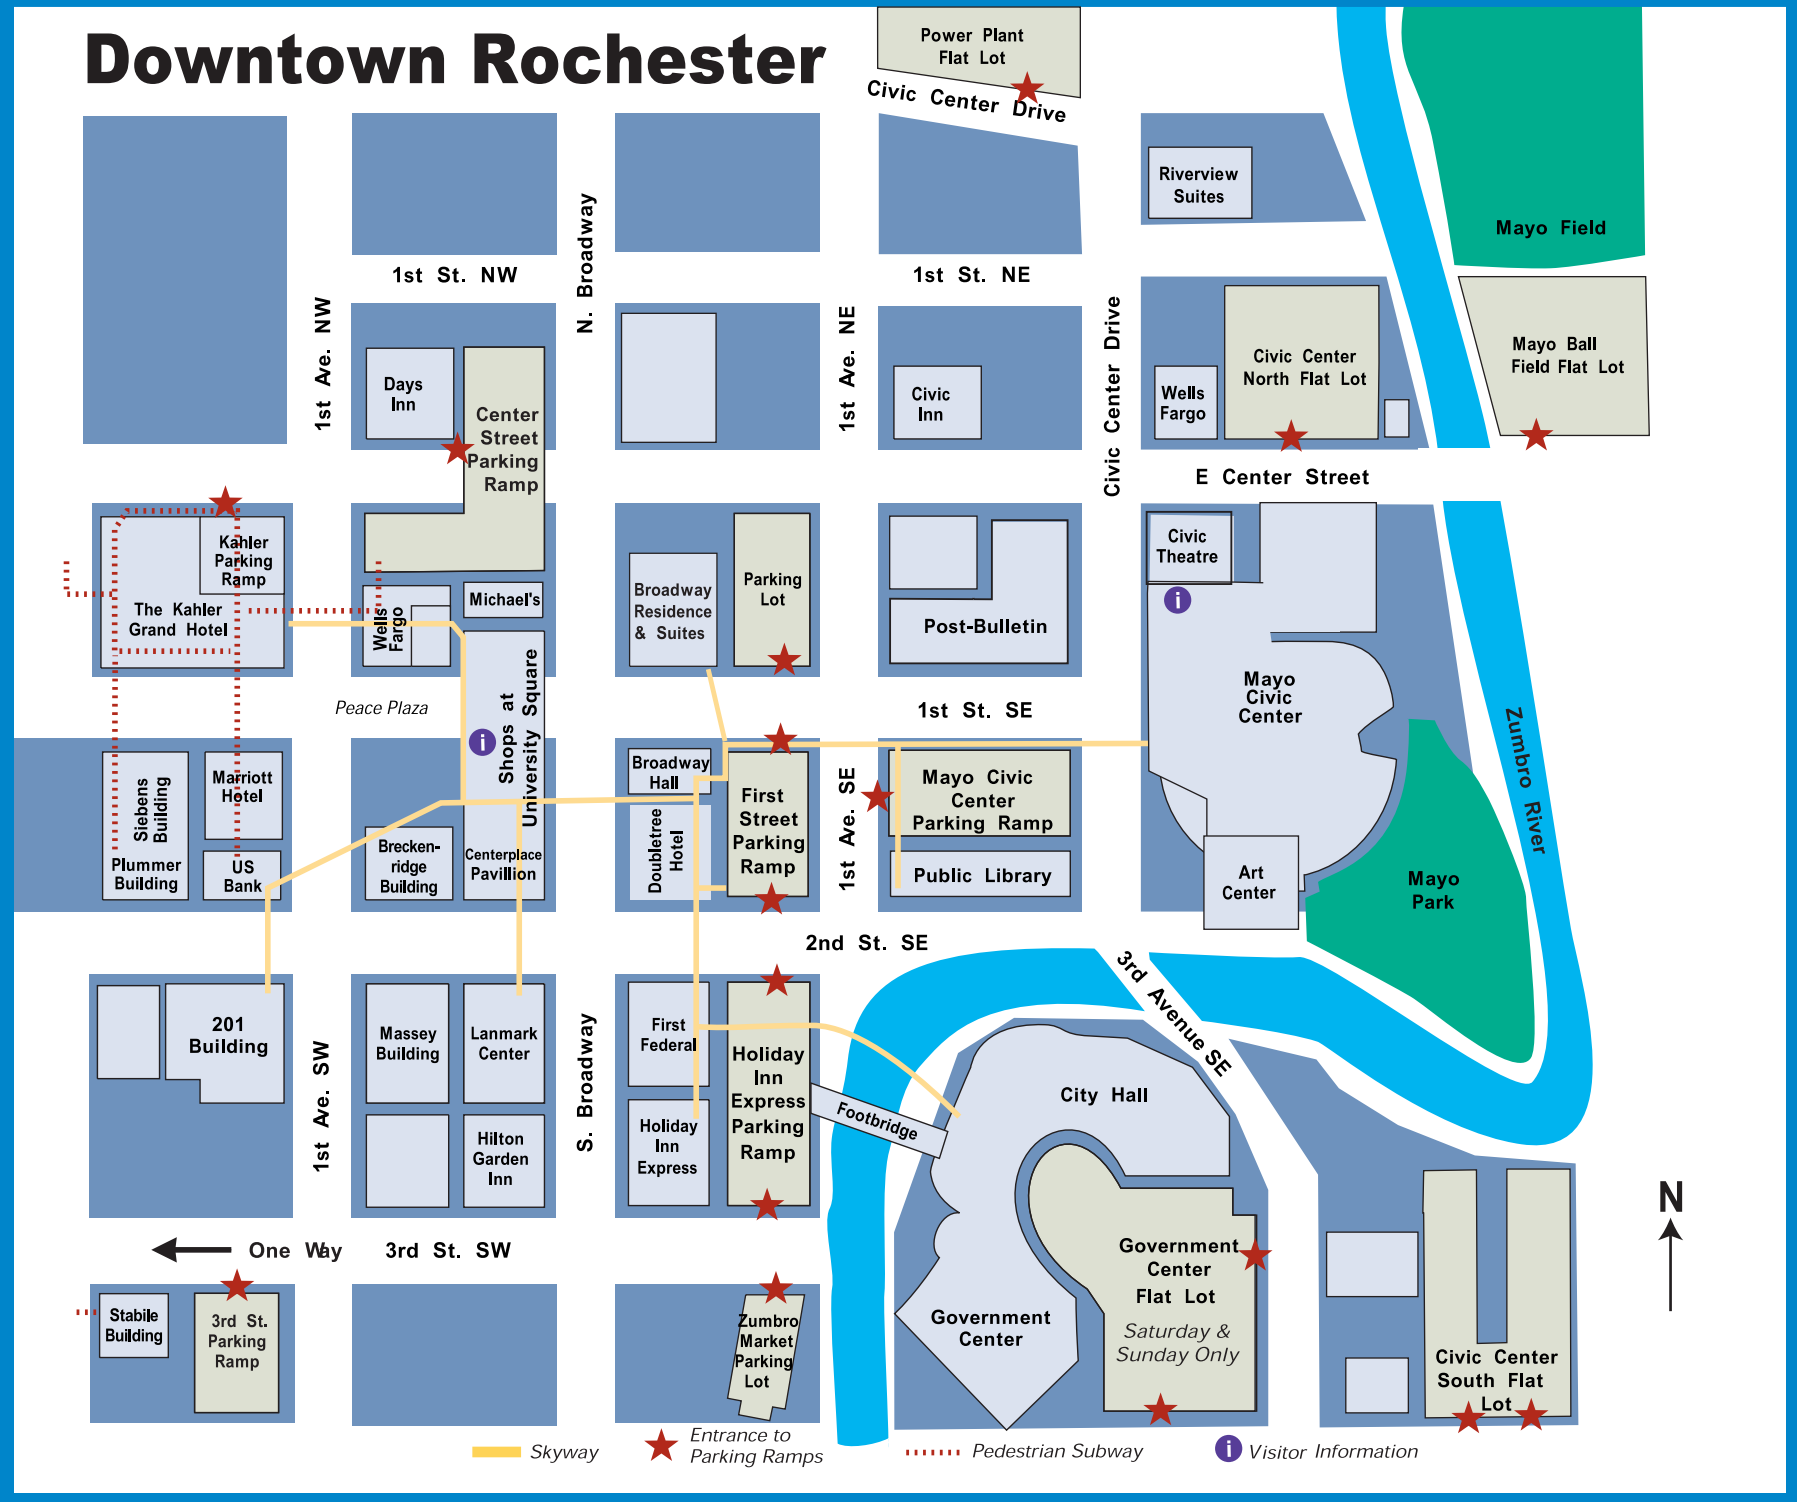 Downtown Rochester
Power Plant
Flat Lot
Civic Center Drive
Riverview
Suites
Mayo Field
1st St. NW
N. Broadway
1st St. NE
1st Ave. NW
1st Ave. NE
Civic Center Drive
Days
Inn
Center
Street
Parking
Ramp
Civic
Inn
Wells
Fargo
Civic Center
North Flat Lot
Mayo Ball
Field Flat Lot
E Center Street
Kahler
Parking
Ramp
The Kahler
Grand Hotel
Wells
Fargo
Michael's
Broadway
Residence
& Suites
Parking
Lot
Post-Bulletin
Civic
Theatre
i
Mayo
Civic
Center
Peace Plaza
Shops at
University Square
i
1st St. SE
Zumbro River
Siebens
Building
Plummer
Building
Marriott
Hotel
US
Bank
Brecken-
ridge
Building
Centerplace
Pavillion
Broadway
Hall
Doubletree
Hotel
First
Street
Parking
Ramp
1st Ave. SE
Mayo Civic
Center
Parking Ramp
Public Library
Art
Center
Mayo
Park
2nd St. SE
3rd Avenue SE
201
Building
1st Ave. SW
Massey
Building
Lanmark
Center
Hilton
Garden
Inn
S. Broadway
First
Federal
Holiday
Inn
Express
Holiday
Inn
Express
Parking
Ramp
Footbridge
City Hall
Government
Center
Flat Lot
Saturday &
Sunday Only
Government
Center
N
One Way
3rd St. SW
Stabile
Building
3rd St.
Parking
Ramp
Zumbro
Market
Parking
Lot
Civic Center
South Flat
Lot
Skyway
Entrance to
Parking Ramps
Pedestrian Subway
i
Visitor Information